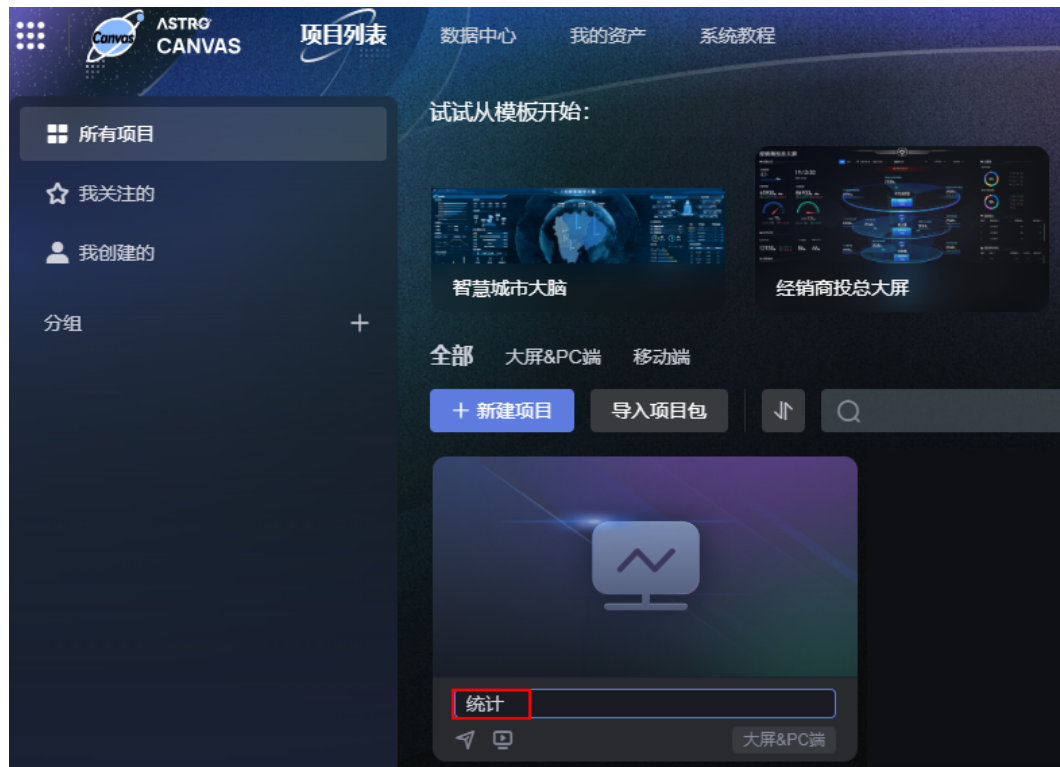 Canvas
ASTRO
CANVAS
项目列表
数据中心
我的资产
系统教程
所有项目
我关注的
我创建的
分组
试试从模板开始：
智慧城市大脑
经销商投总大屏
全部
大屏&PC端
移动端
新建项目
导入项目包
统计
大屏&PC端